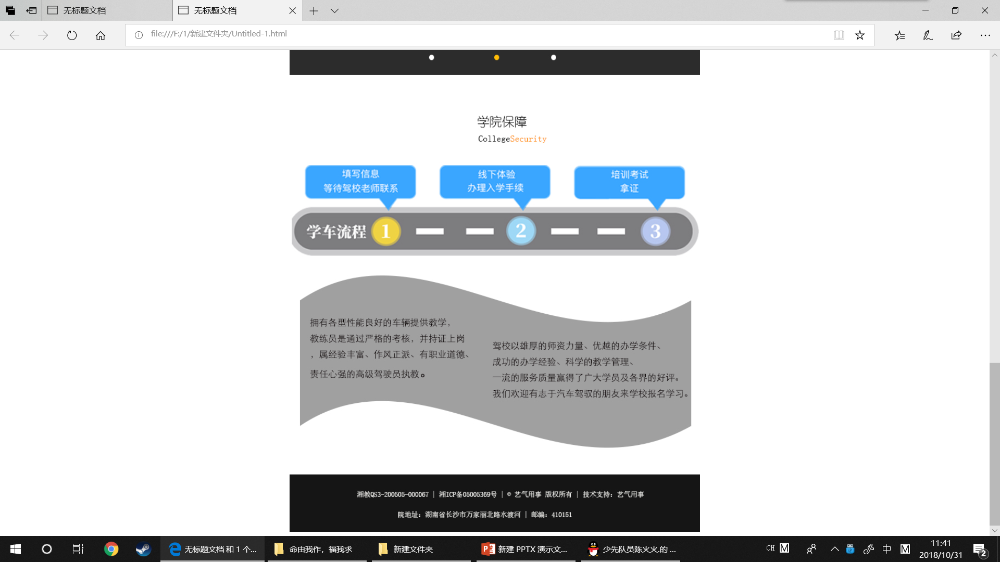 无标题文档
无标题文档
file:///F:/1/新建文件夹/Untitled-1.html
学院保障
CollegeSecurity
填写信息
等待驾校老师联系
线下体验
办理入学手续
培训考试
拿证
学车流程 1 2 3
拥有各型性能良好的车辆提供教学，
教练员是通过严格的考核，并持证上岗
，属经验丰富、作风正派、有职业道德、
责任心强的高级驾驶员执教。
驾校以雄厚的师资力量、优越的办学条件、
成功的办学经验、科学的教学管理、
一流的服务质量赢得了广大学员及各界的好评。
我们欢迎有志于汽车驾驭的朋友来学校报名学习。
湘教QS3-200505-000067 | 湘ICP备05005369号 | © 艺气用事 版权所有 | 技术支持：艺气用事
院地址：湖南省长沙市万家丽北路水渡河 | 邮编：410151
无标题文档 和 1 个...
命由我作，福我求
新建文件夹
新建 PPTX 演示文...
少先队员陈火火.的 ...
CH M
中 M
11:41
2018/10/31
2